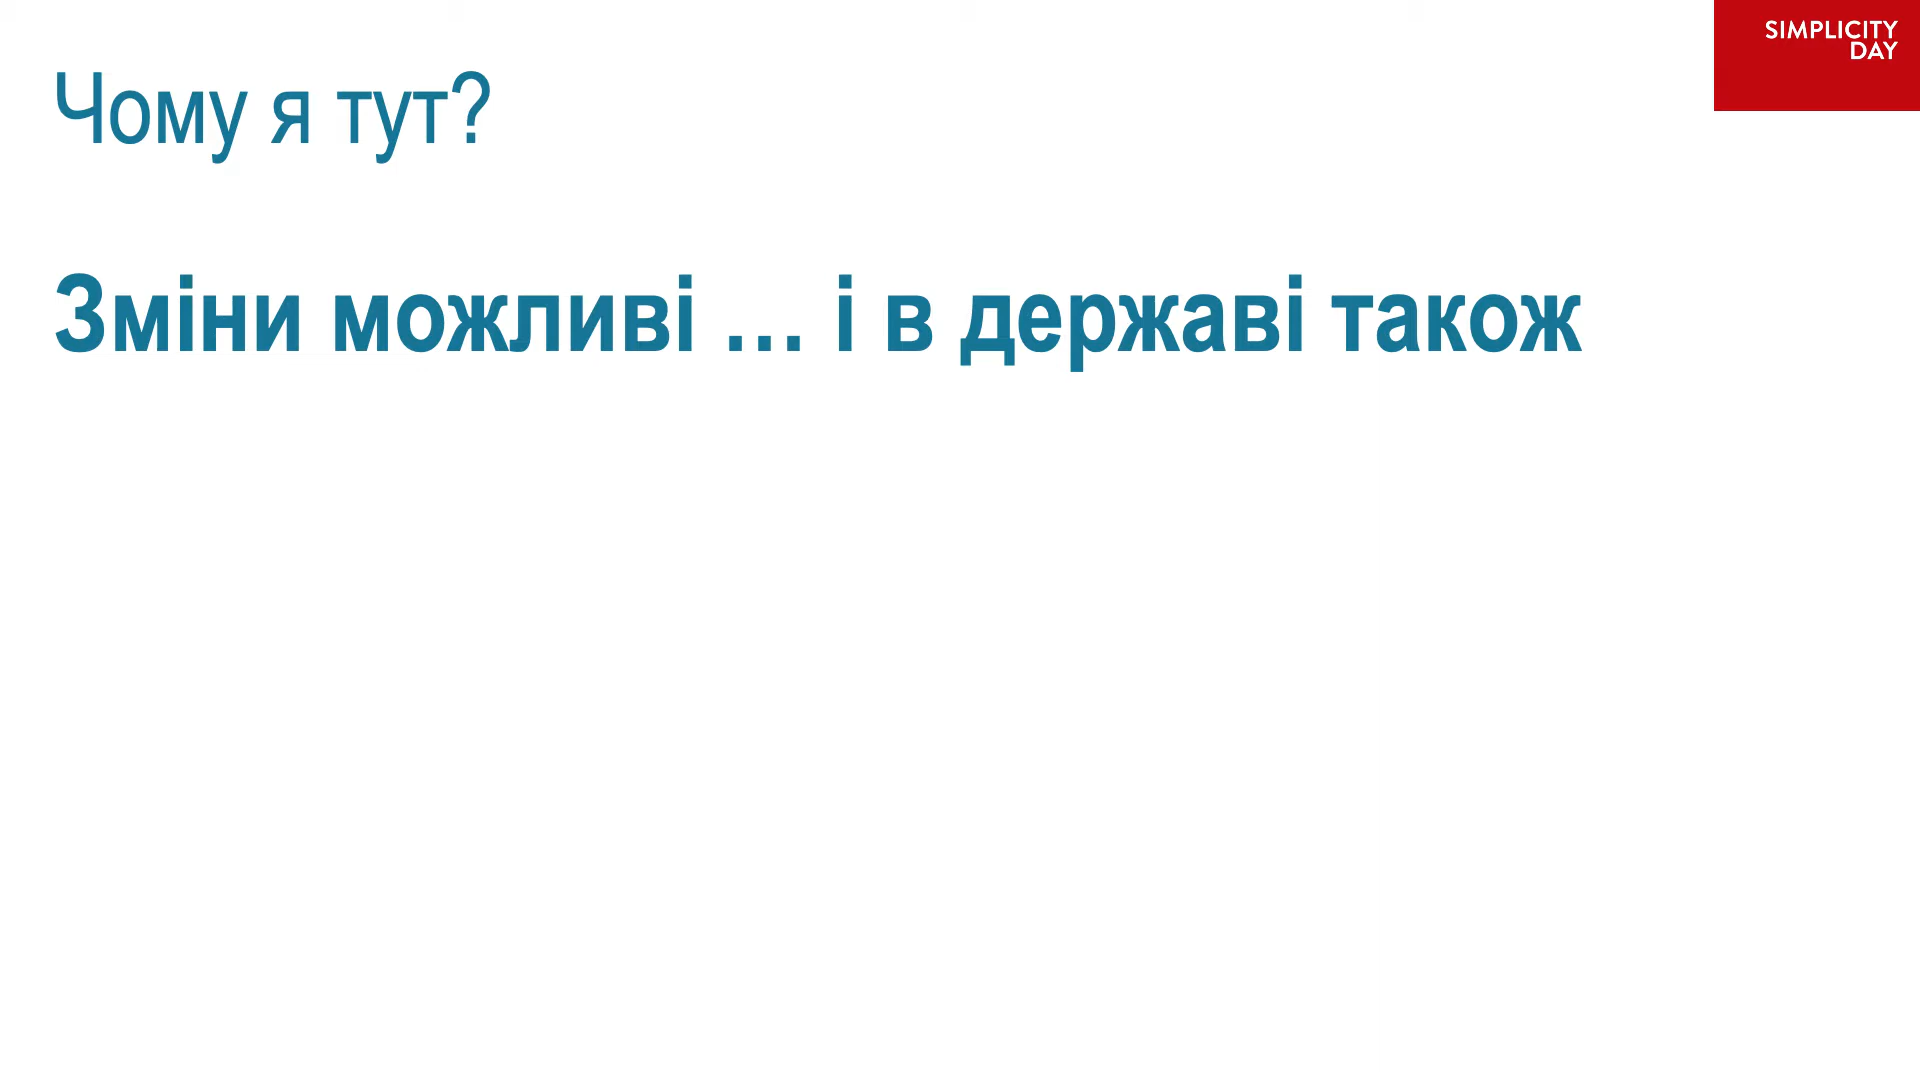 SIMPLICITY
DAY
Чому я тут?
Зміни можливі … і в державі також